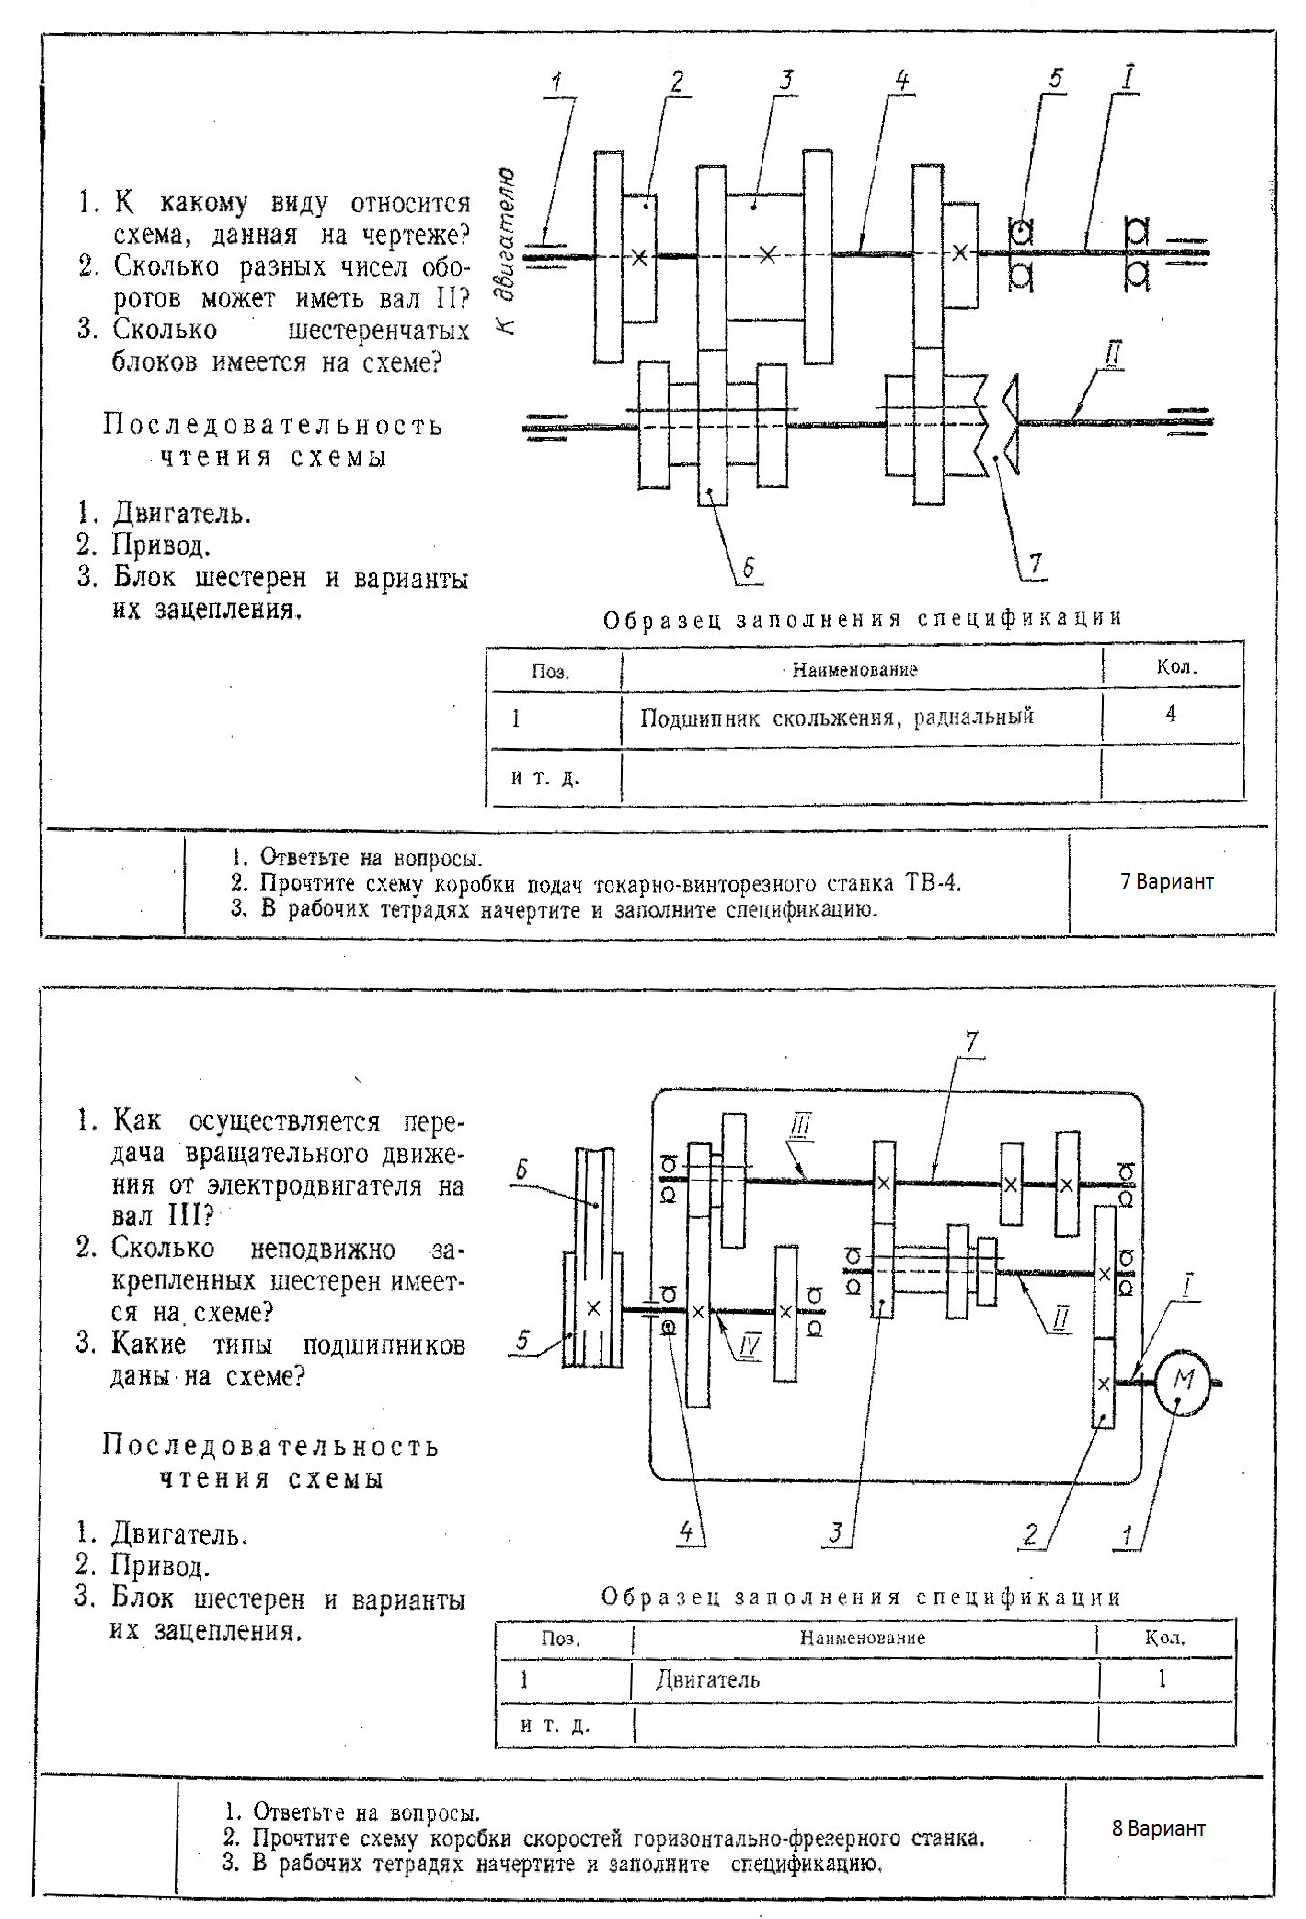 1. К какому виду относится
схема, данная на чертеже?
2. Сколько разных чисел обо-
ротов может иметь вал II?
3. Сколько шестеренчатых
блоков имеется на схеме?
Последовательность
чтения схемы
1. Двигатель.
2. Привод.
3. Блок шестерен и варианты
их зацепления.
1 2 3 4 5 I
К двигателю
II
6 7
Образец заполнения спецификации
Поз. Наименование Кол.
1 Подшипник скольжения, радиальный 4
и т. д.
1. Ответьте на вопросы.
2. Прочтите схему коробки подач токарно-винторезного станка ТВ-4.
3. В рабочих тетрадях начертите и заполните спецификацию.
7 Вариант
1. Как осуществляется пере-
дача вращательного движе-
ния от электродвигателя на
вал III?
2. Сколько неподвижно за-
крепленных шестерен имеет-
ся на схеме?
3. Какие типы подшипников
даны на схеме?
Последовательность
чтения схемы
1. Двигатель.
2. Привод.
3. Блок шестерен и варианты
их зацепления.
7
III
6
I
II
5
IV
М
4 3 2 1
Образец заполнения спецификации
Поз. Наименование Кол.
1 Двигатель 1
и т. д.
1. Ответьте на вопросы.
2. Прочтите схему коробки скоростей горизонтально-фрезерного станка.
3. В рабочих тетрадях начертите и заполните спецификацию.
8 Вариант